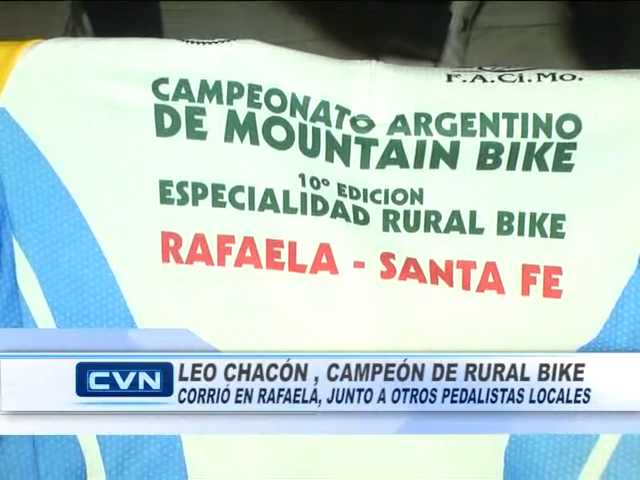 F.A.Ci.Mo.
CAMPEONATO ARGENTINO
DE MOUNTAIN BIKE
10º EDICION
ESPECIALIDAD RURAL BIKE
RAFAELA - SANTA FE
CVN
LEO CHACÓN , CAMPEÓN DE RURAL BIKE
CORRIÓ EN RAFAELA, JUNTO A OTROS PEDALISTAS LOCALES